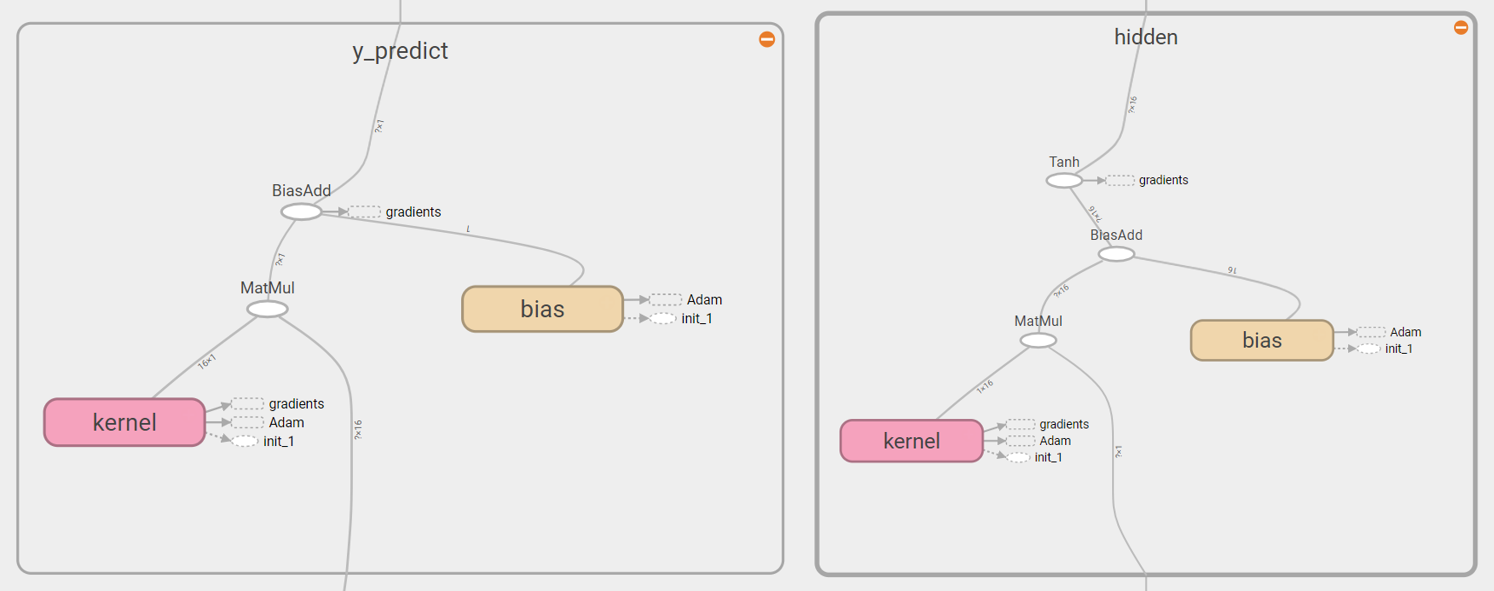 y_predict
?×1
BiasAdd
gradients
1
?×1
MatMul
bias
Adam
init_1
16×1
kernel
gradients
Adam
init_1
?×16
hidden
?×16
Tanh
gradients
?×16
BiasAdd
16
?×16
MatMul
bias
Adam
init_1
1×16
kernel
gradients
Adam
init_1
?×1